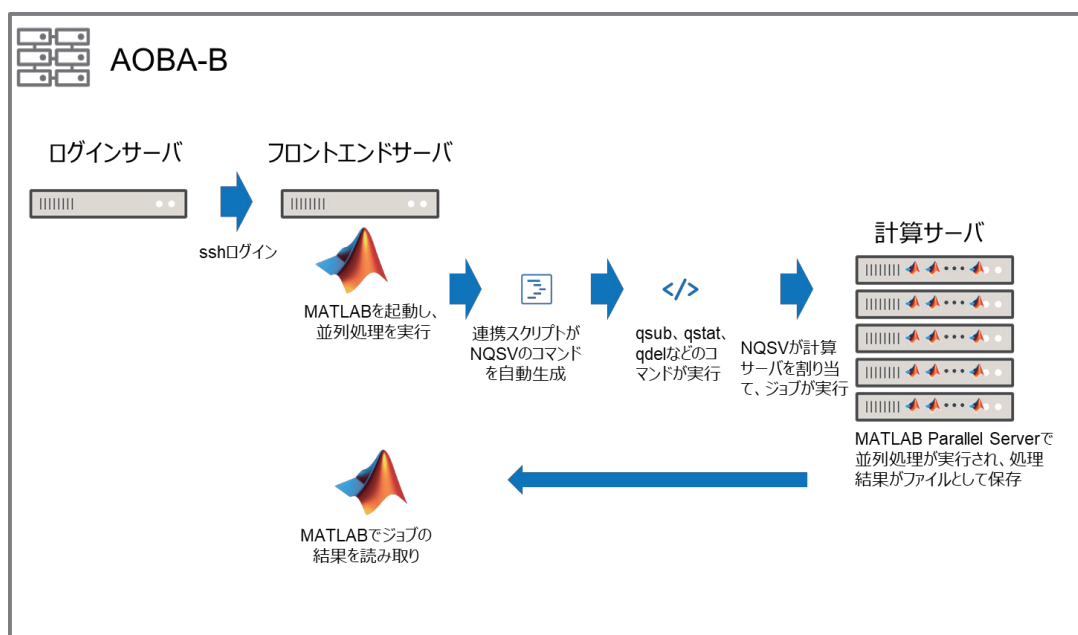 AOBA-B
ログインサーバ
フロントエンドサーバ
sshログイン
MATLABを起動し、
並列処理を実行
連携スクリプトが
NQSVのコマンド
を自動生成
</>
qsub、qstat、
qdelなどのコ
マンドが実行
NQSVが計算
サーバを割り当
て、ジョブが実行
計算サーバ
MATLAB Parallel Serverで
並列処理が実行され、処理
結果がファイルとして保存
MATLABでジョブの
結果を読み取り